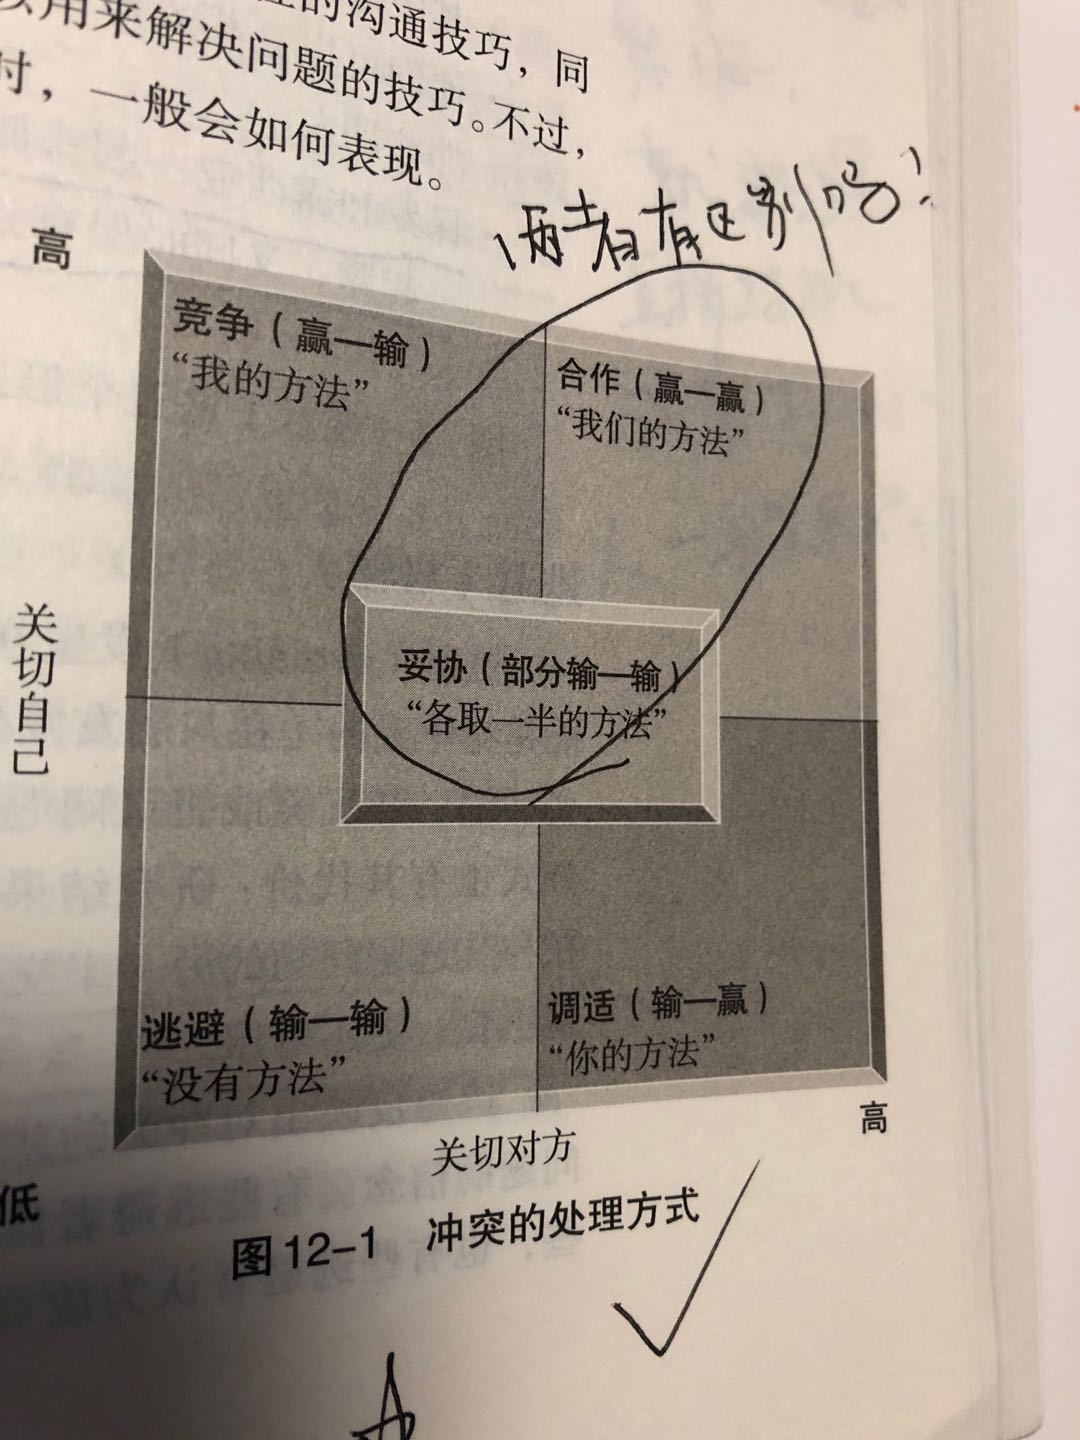 的沟通技巧，同
用来解决问题的技巧。不过，
时，一般会如何表现。
两者有区别吗？
高
竞争（赢—输）
“我的方法”
合作（赢—赢）
“我们的方法”
关切自己
妥协（部分输—输）
“各取一半的方法”
逃避（输—输）
“没有方法”
调适（输—赢）
“你的方法”
低
关切对方
高
图12-1 冲突的处理方式